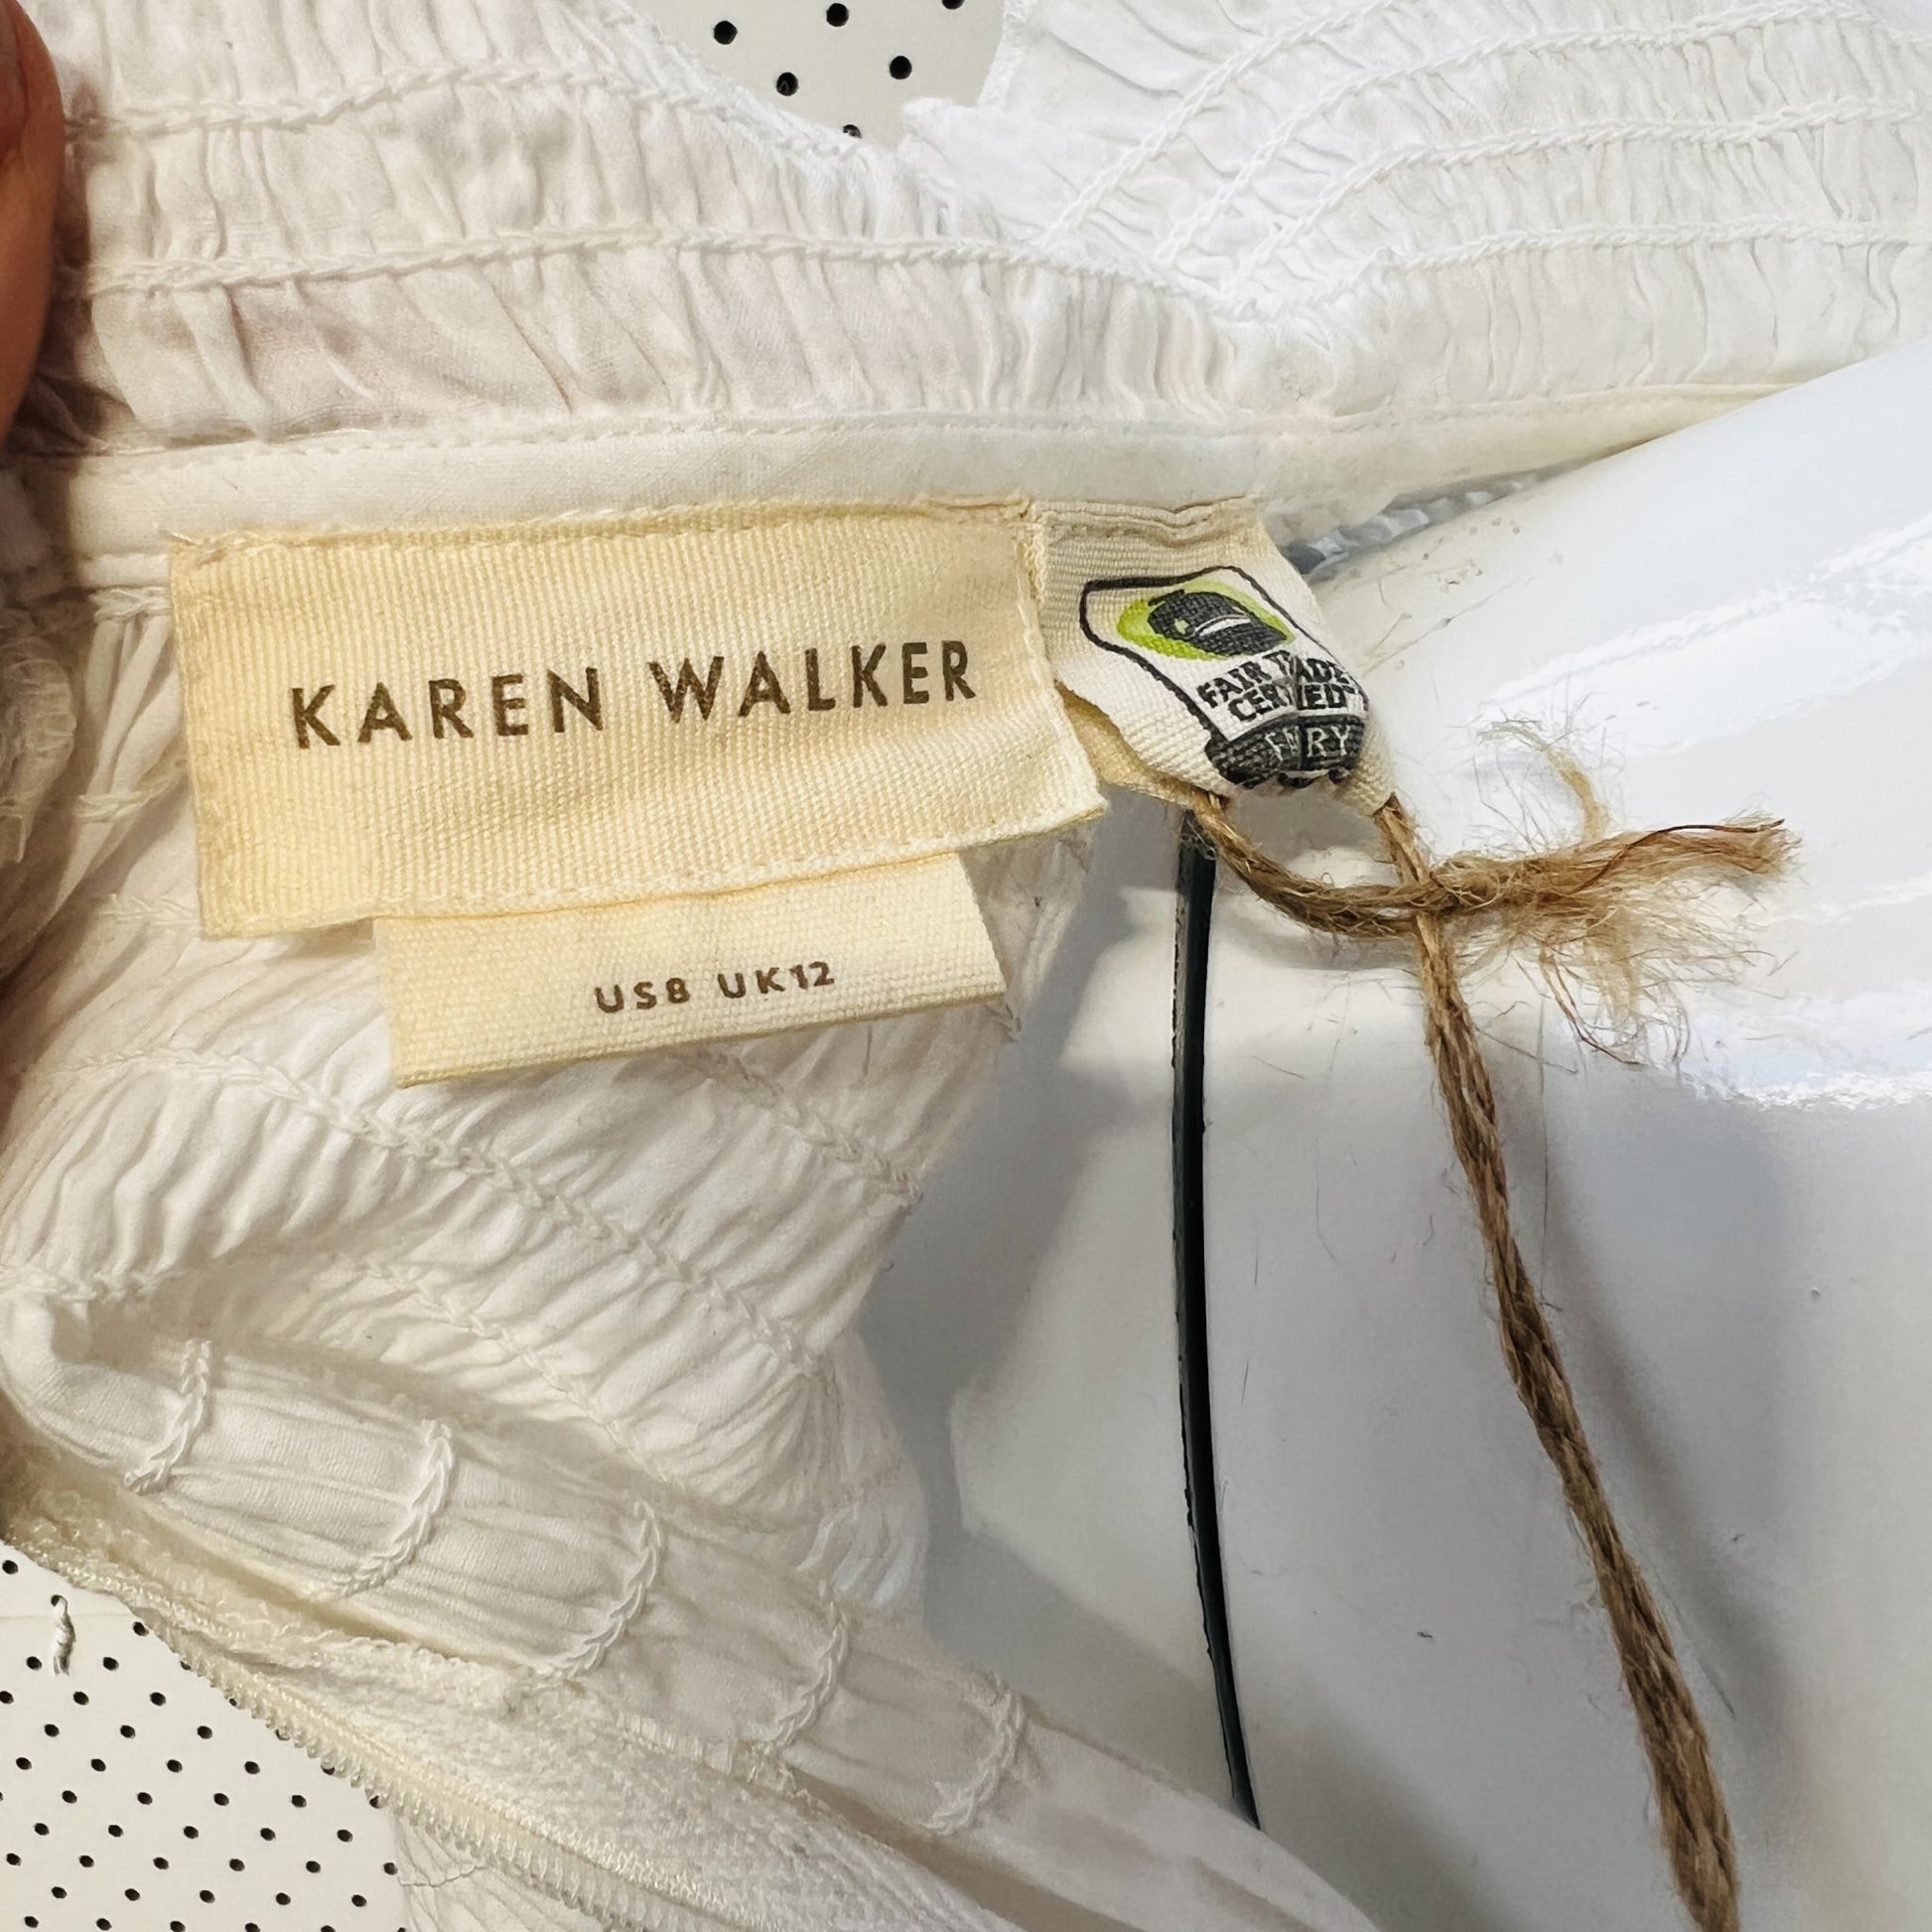 KAREN WALKER
FAIR TRADE
CERTIFIED
US8 UK12